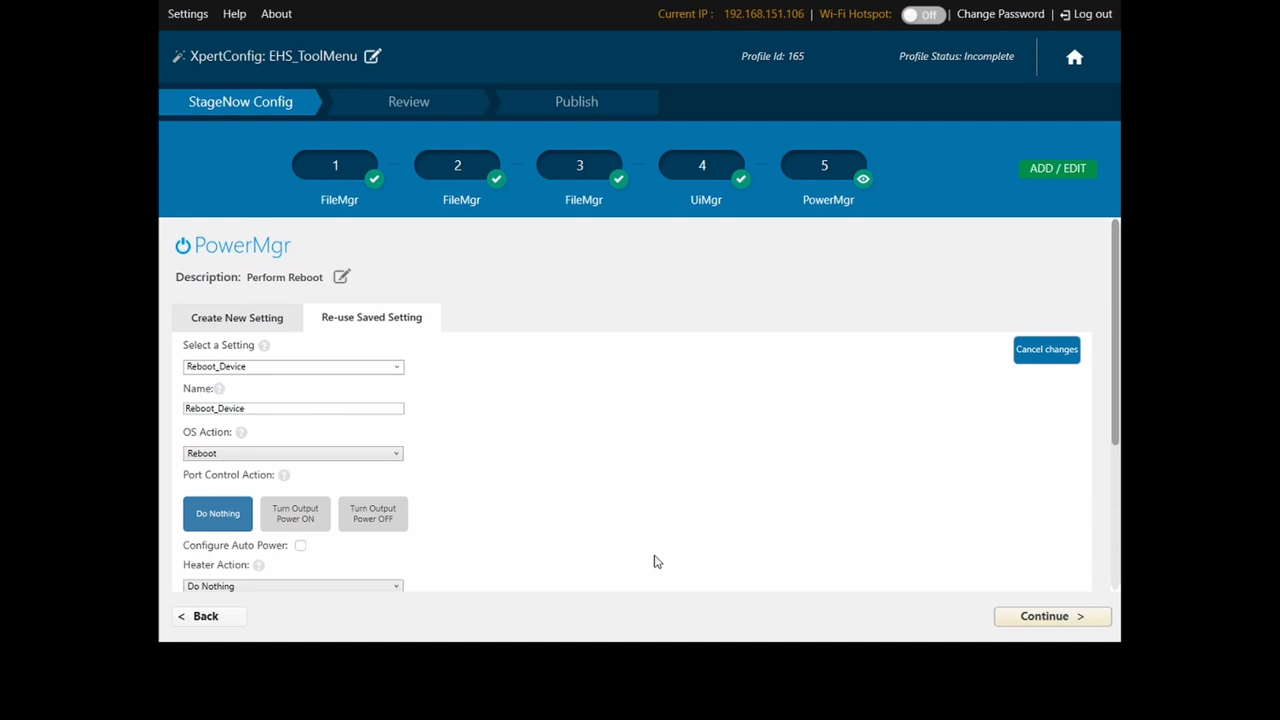 Settings Help About Current IP : 192.168.151.106 | Wi-Fi Hotspot: Off | Change Password | Log out
XpertConfig: EHS_ToolMenu Profile Id: 165 Profile Status: Incomplete
StageNow Config Review Publish
1 2 3 4 5 ADD / EDIT
FileMgr FileMgr FileMgr UiMgr PowerMgr
PowerMgr
Description: Perform Reboot
Create New Setting Re-use Saved Setting
Select a Setting ?
Cancel changes
Reboot_Device
Name: ?
Reboot_Device
OS Action: ?
Reboot
Port Control Action: ?
Do Nothing
Turn Output
Power ON
Turn Output
Power OFF
Configure Auto Power:
Heater Action: ?
Do Nothing
< Back Continue >